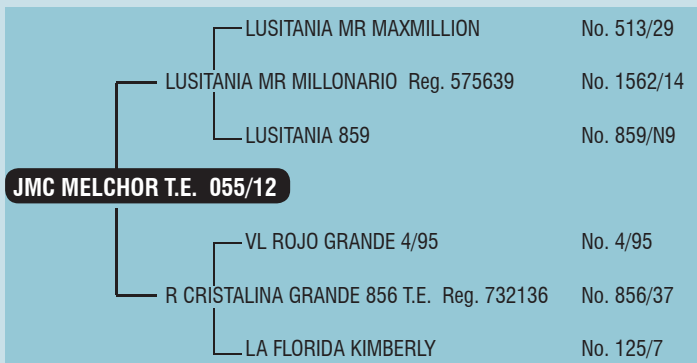 LUSITANIA MR MAXMILLION No. 513/29
LUSITANIA MR MILLONARIO Reg. 575639 No. 1562/14
LUSITANIA 859 No. 859/N9
JMC MELCHOR T.E. 055/12
VL ROJO GRANDE 4/95 No. 4/95
R CRISTALINA GRANDE 856 T.E. Reg. 732136 No. 856/37
LA FLORIDA KIMBERLY No. 125/7